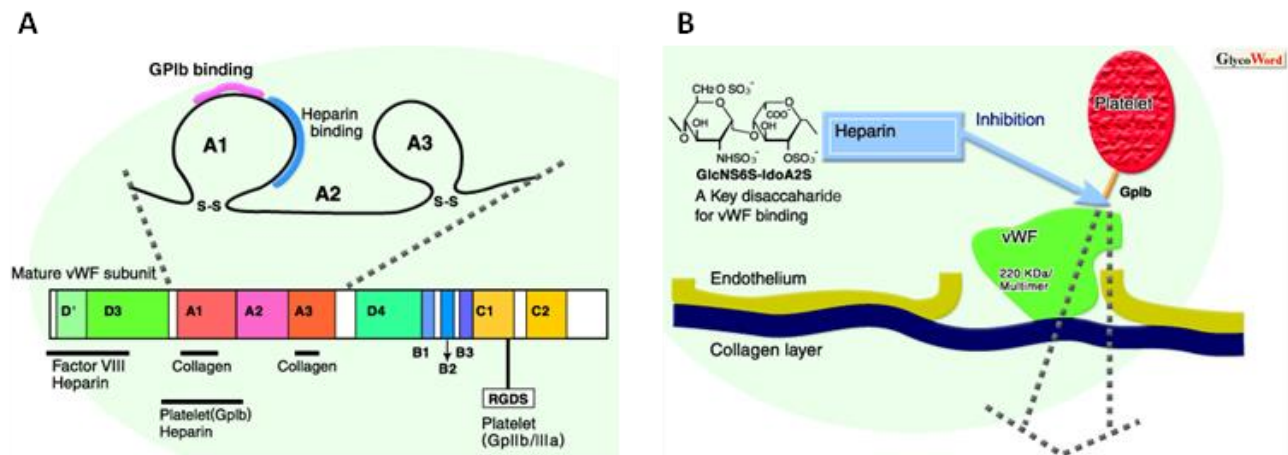 A
GPIb binding
Heparin
binding
A1
A3
A2
S-S
S-S
Mature vWF subunit
D'
D3
A1
A2
A3
D4
C1
C2
B1
B3
B2
Factor VIII
Heparin
Collagen
Collagen
Platelet(GpIb)
Heparin
RGDS
Platelet
(GpIIb/IIIa)
B
GlycoWord
CH₂O SO₃⁻
O
O
OH
O
COO⁻
OH
NHSO₃⁻
OSO₃⁻
GlcNS6S-IdoA2S
A Key disaccaharide
for vWF binding
Heparin
Inhibition
Platelet
GpIb
vWF
220 KDa/
Multimer
Endothelium
Collagen layer